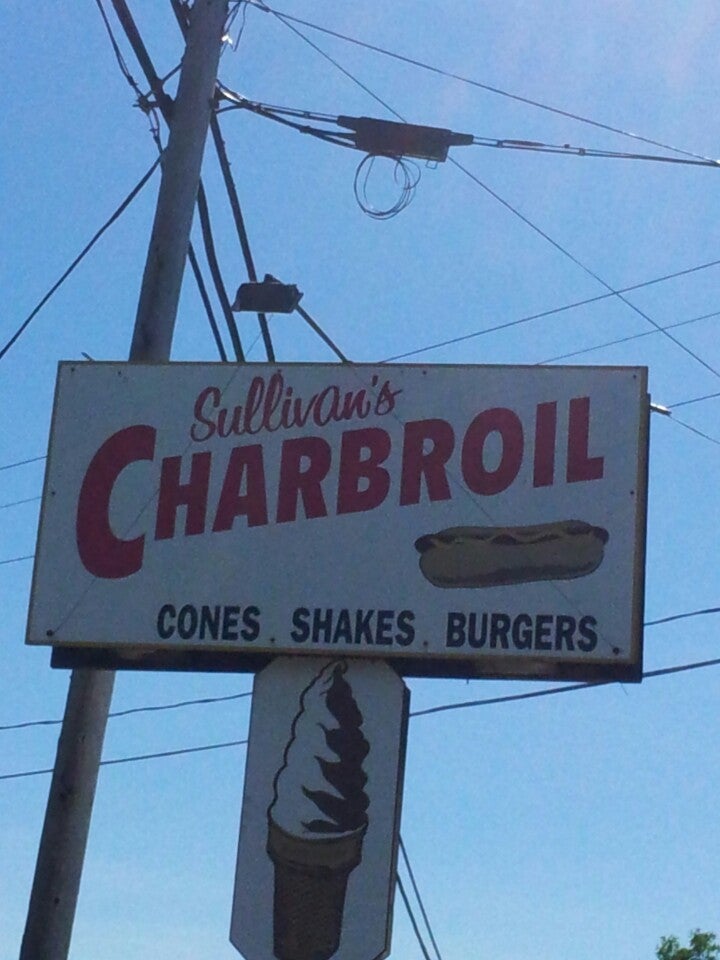 Sullivan's
CHARBROIL
CONES . SHAKES . BURGERS